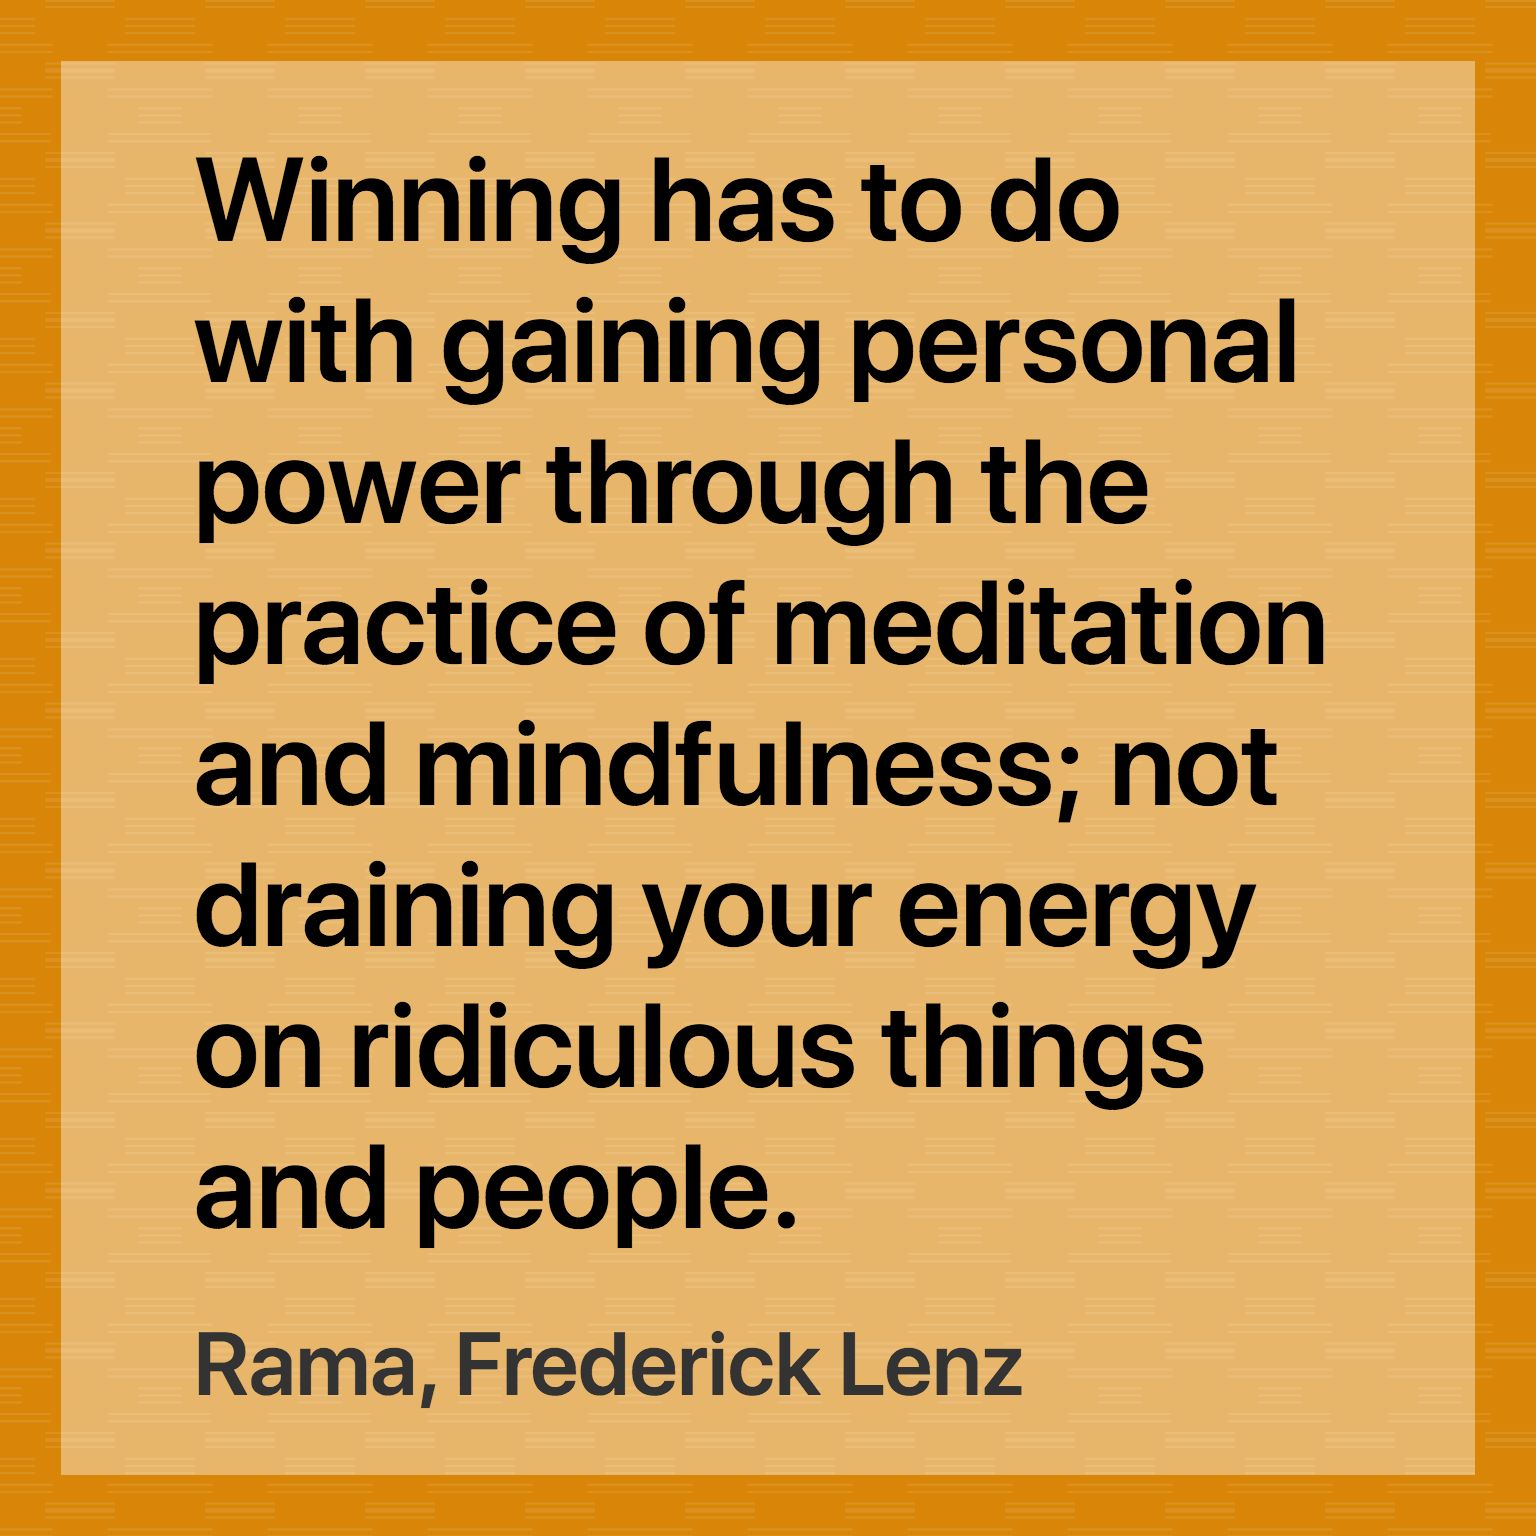 Winning has to do
with gaining personal
power through the
practice of meditation
and mindfulness; not
draining your energy
on ridiculous things
and people.
Rama, Frederick Lenz